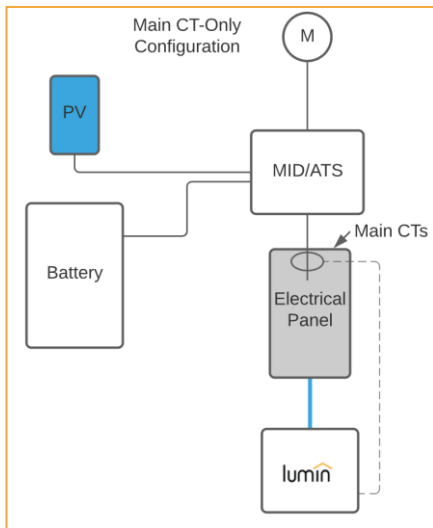 Main CT-Only
Configuration
M
PV
MID/ATS
Main CTs
Battery
Electrical
Panel
lumin